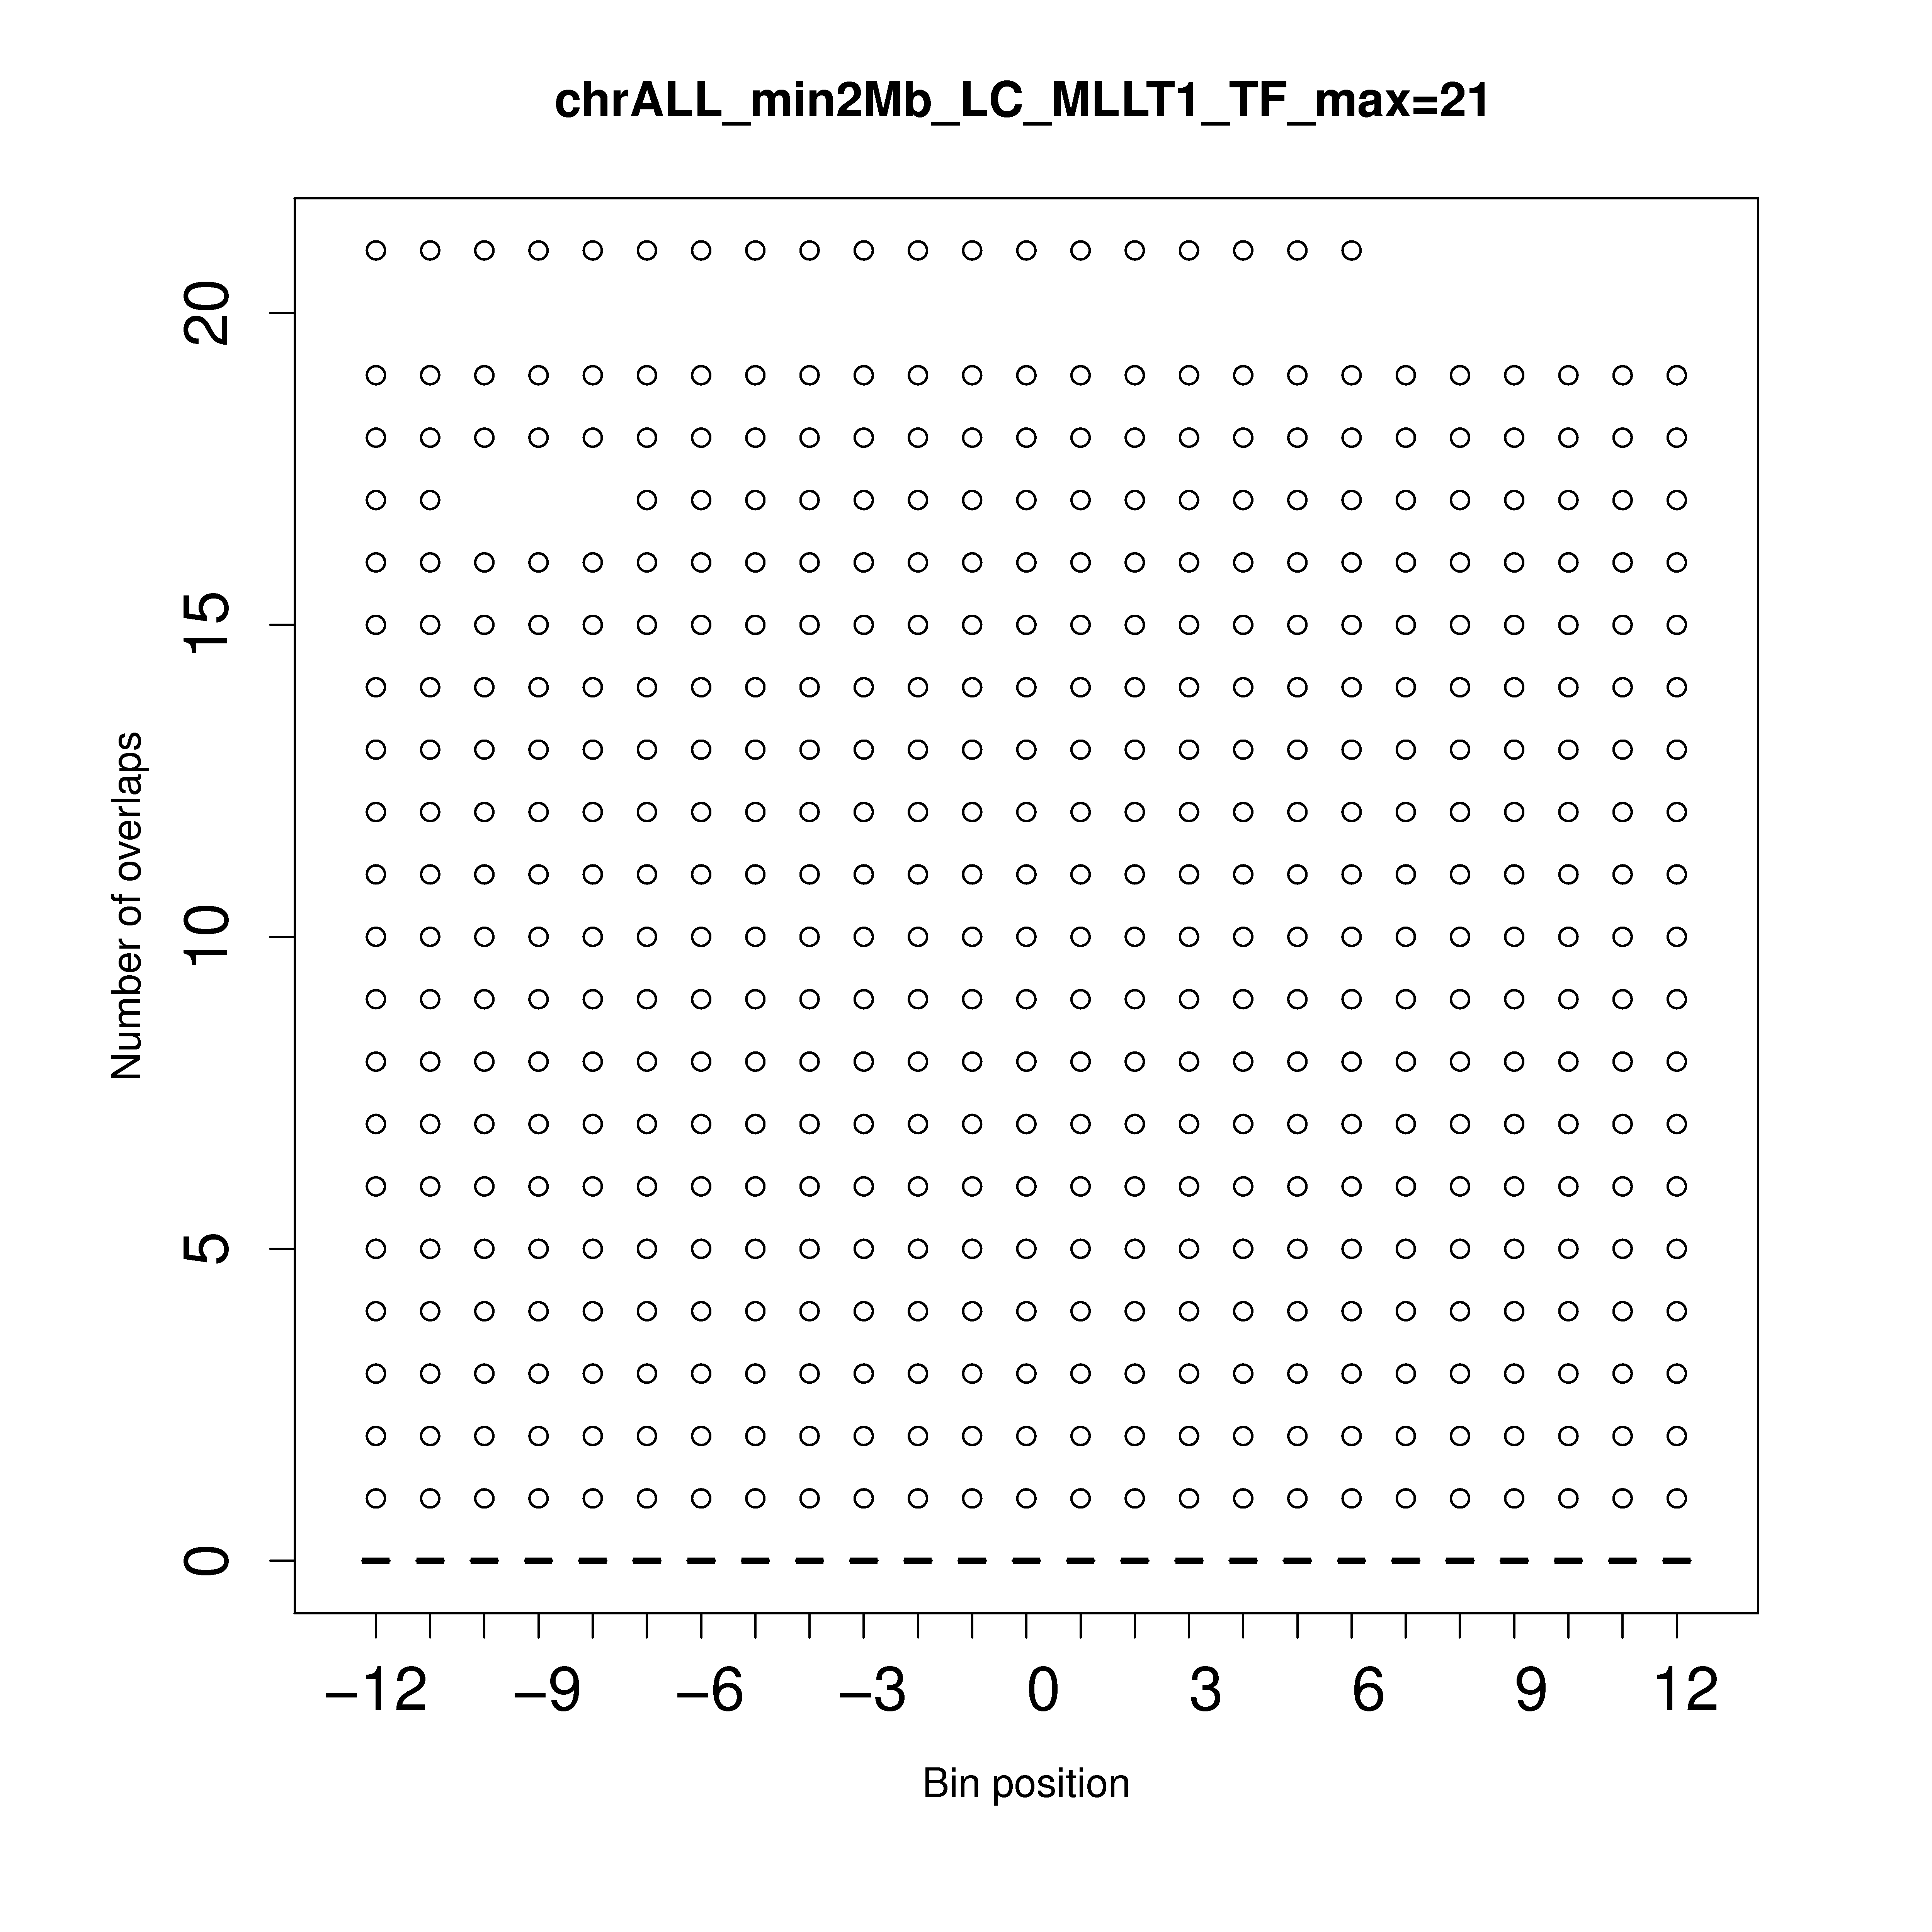 chrALL_min2Mb_LC_MLLT1_TF_max=21
20
15
10
5
0
Number of overlaps
−12 −9 −6 −3 0 3 6 9 12
Bin position